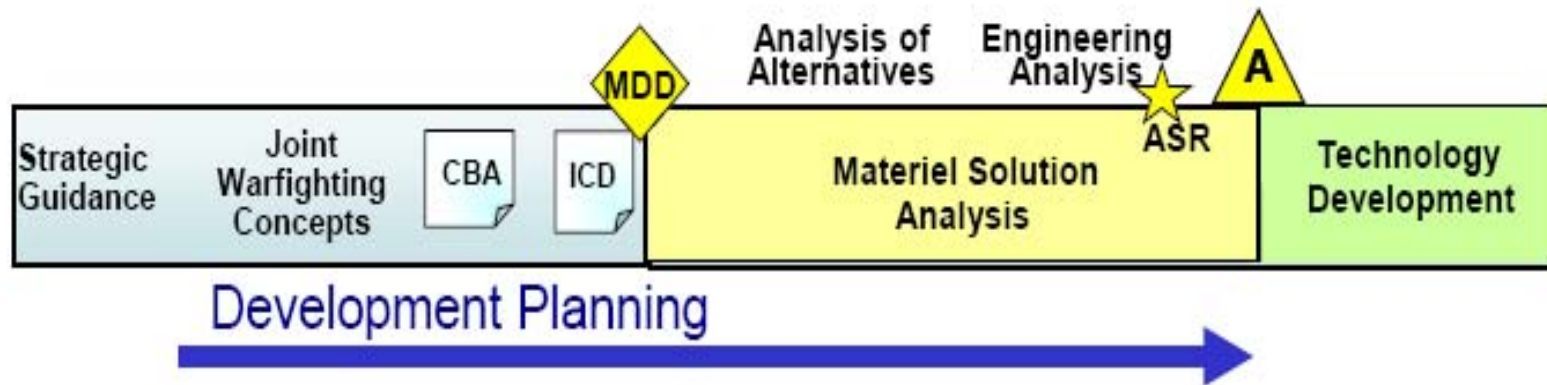 Analysis of
Alternatives
Engineering
Analysis
MDD
A
ASR
Strategic
Guidance
Joint
Warfighting
Concepts
CBA
ICD
Materiel Solution
Analysis
Technology
Development
Development Planning